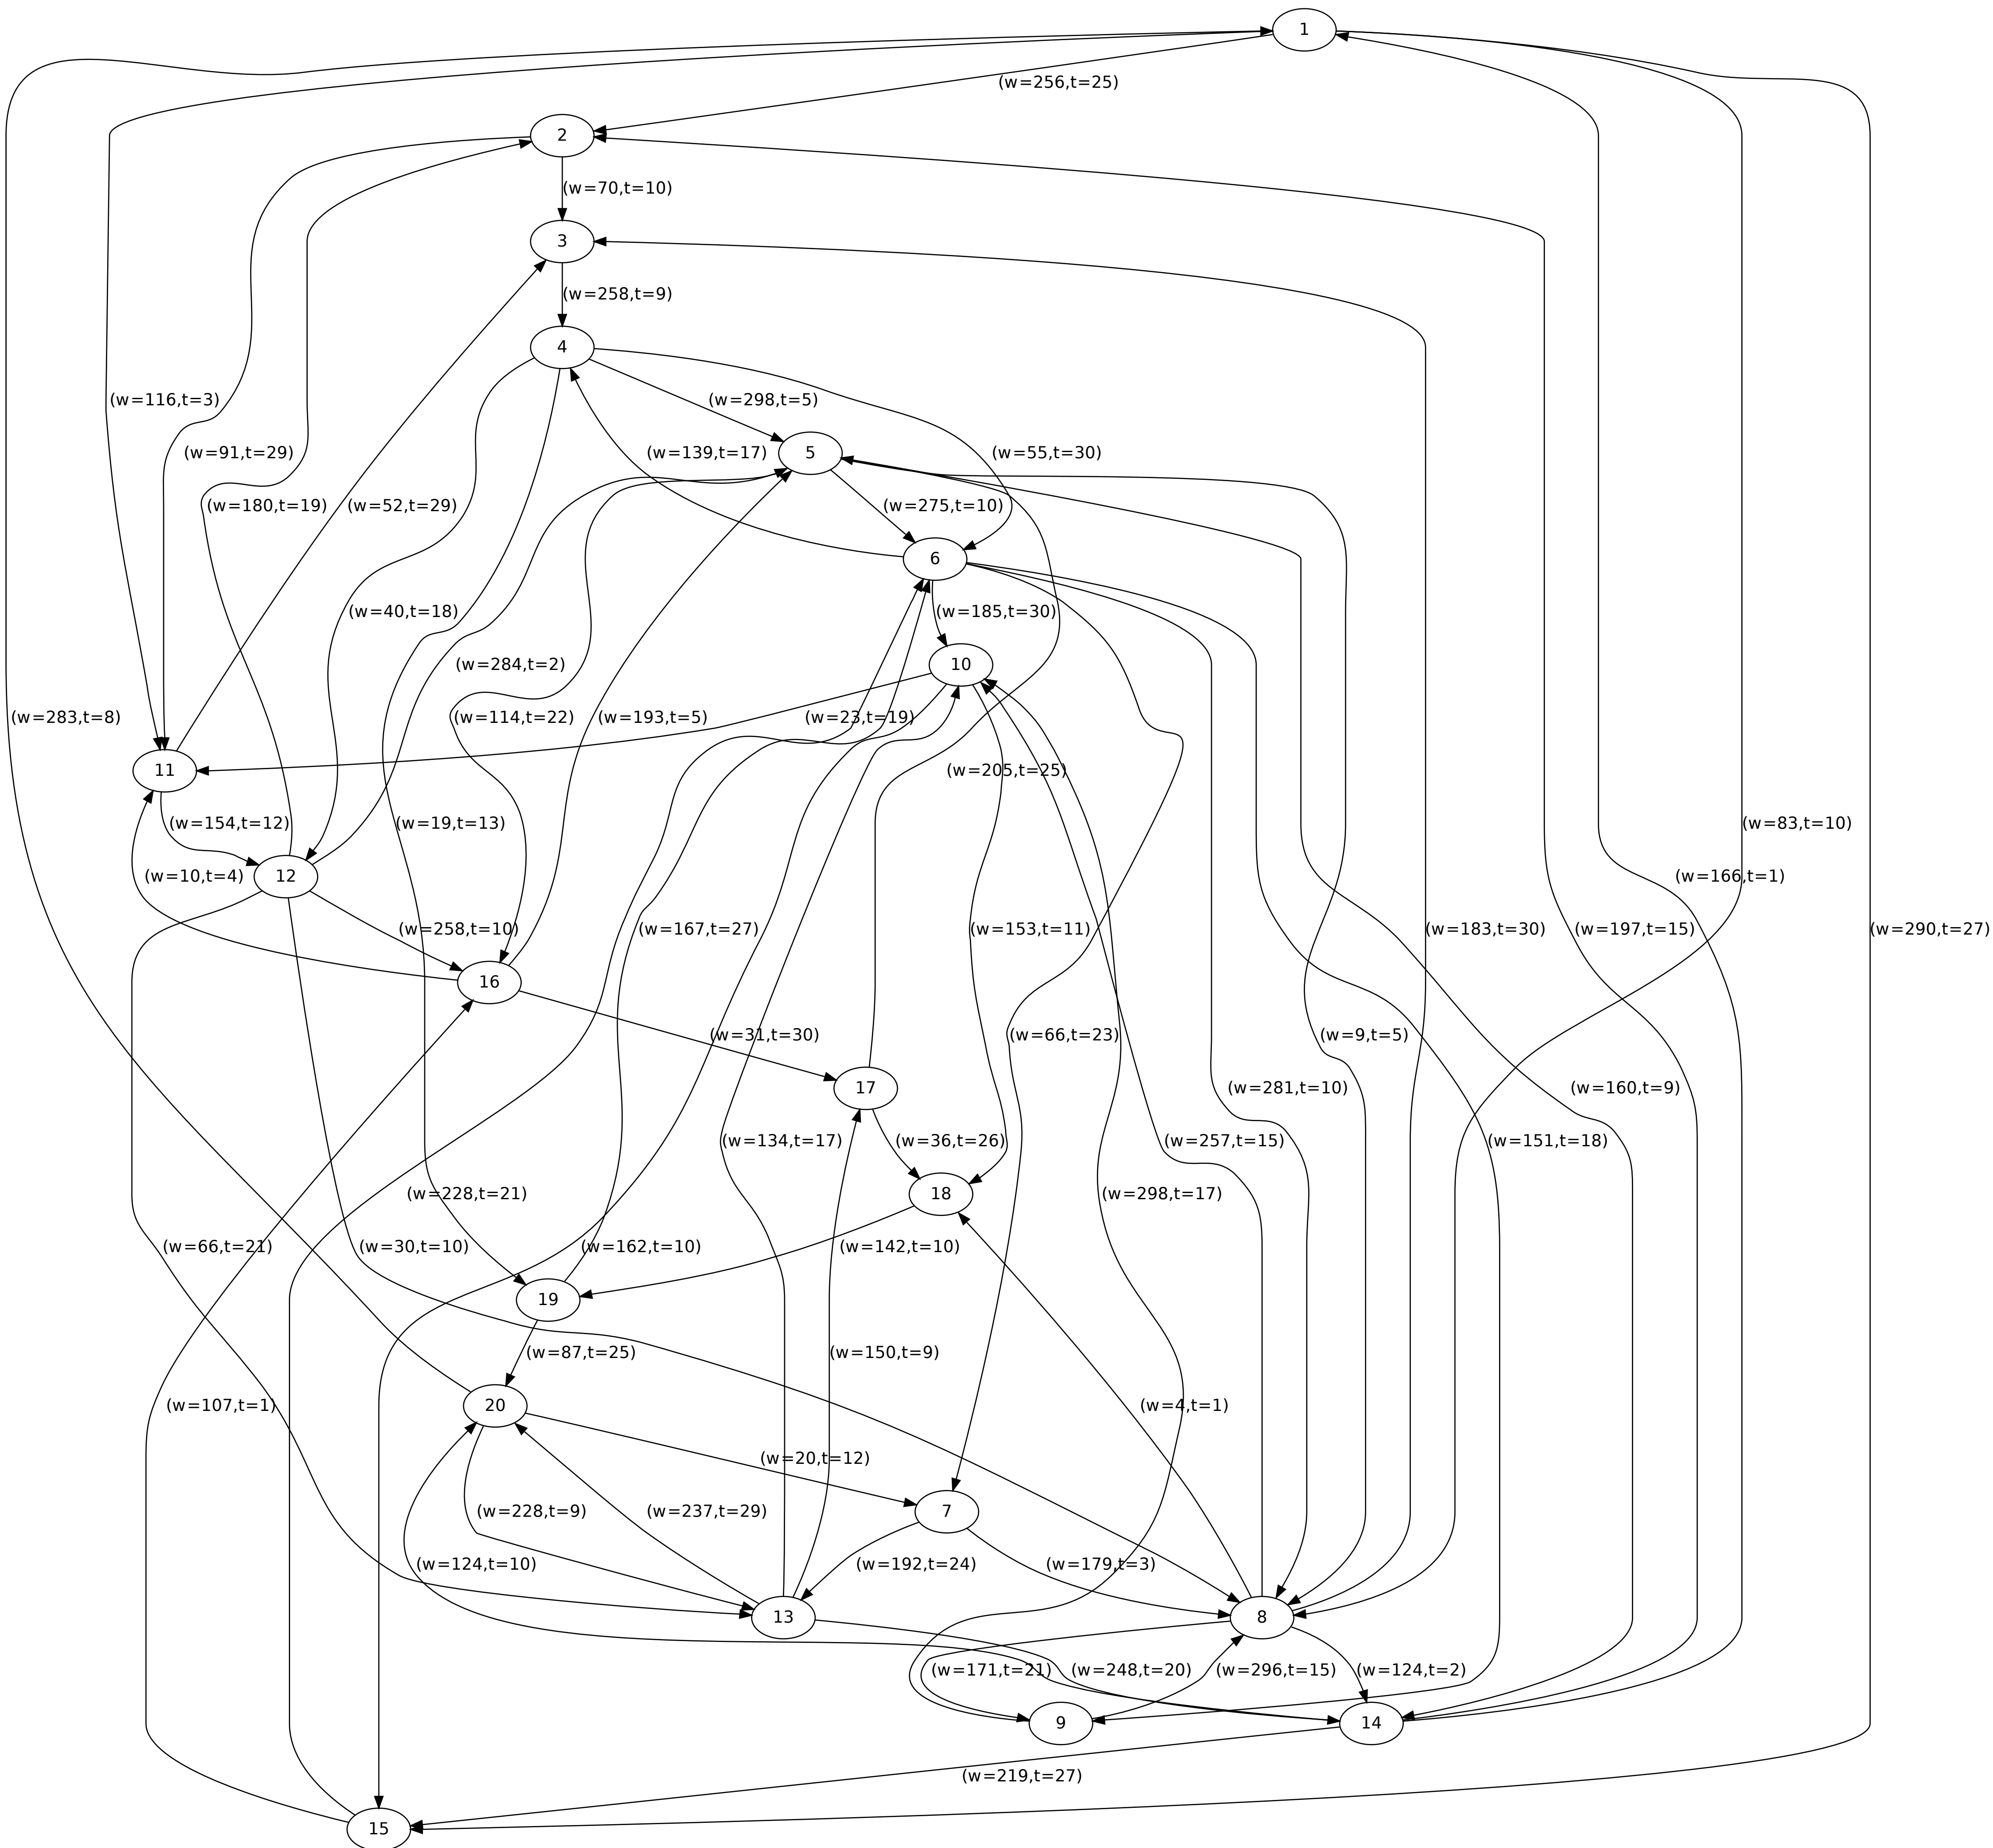 1
(w=256,t=25)
2
(w=70,t=10)
3
(w=258,t=9)
4
(w=116,t=3)
(w=298,t=5)
(w=91,t=29)
(w=139,t=17)
5
(w=55,t=30)
(w=180,t=19)
(w=52,t=29)
(w=275,t=10)
6
(w=40,t=18)
(w=185,t=30)
(w=284,t=2)
10
(w=283,t=8)
(w=114,t=22)
(w=193,t=5)
(w=23,t=19)
11
(w=205,t=25)
(w=154,t=12)
(w=19,t=13)
(w=83,t=10)
(w=10,t=4)
12
(w=166,t=1)
(w=258,t=10)
(w=167,t=27)
(w=153,t=11)
(w=183,t=30)
(w=197,t=15)
(w=290,t=27)
16
(w=31,t=30)
(w=66,t=23)
(w=9,t=5)
17
(w=281,t=10)
(w=160,t=9)
(w=134,t=17)
(w=36,t=26)
(w=257,t=15)
(w=151,t=18)
(w=228,t=21)
18
(w=298,t=17)
(w=66,t=21)
(w=30,t=10)
(w=162,t=10)
(w=142,t=10)
19
(w=87,t=25)
(w=150,t=9)
(w=107,t=1)
20
(w=4,t=1)
(w=20,t=12)
(w=228,t=9)
(w=237,t=29)
7
(w=124,t=10)
(w=192,t=24)
(w=179,t=3)
13
8
(w=171,t=21)
(w=248,t=20)
(w=296,t=15)
(w=124,t=2)
9
14
(w=219,t=27)
15